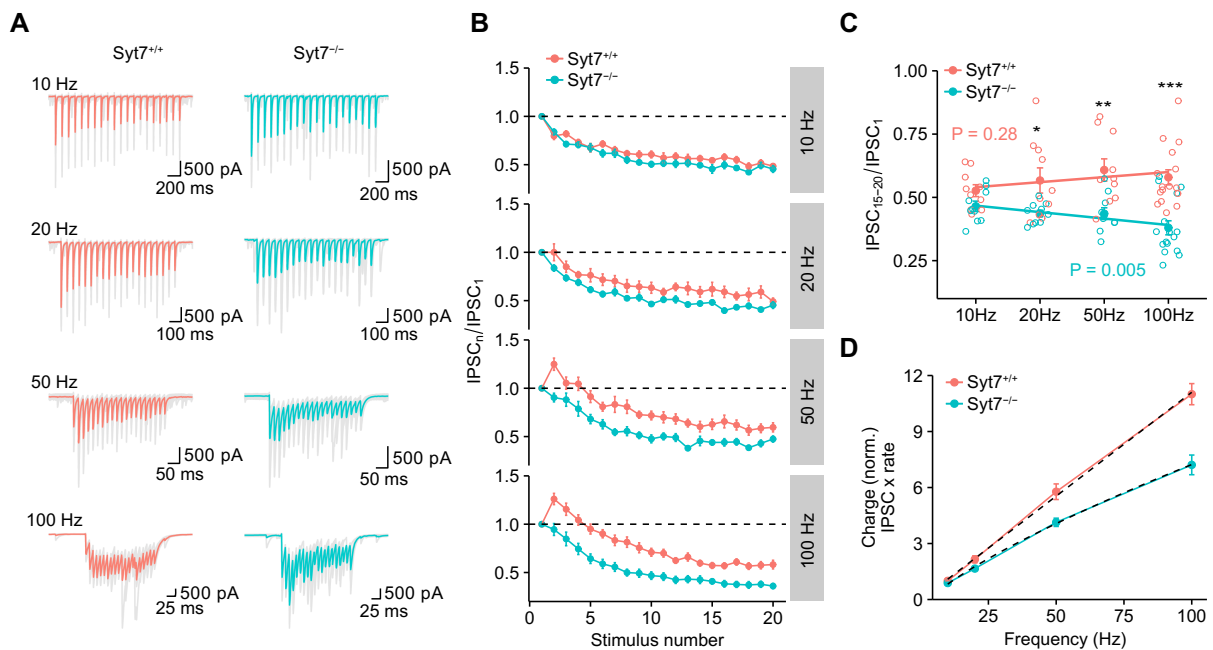 A
Syt7+/+
Syt7−/−
10 Hz
500 pA
200 ms
500 pA
200 ms
20 Hz
500 pA
100 ms
500 pA
100 ms
50 Hz
500 pA
50 ms
500 pA
50 ms
100 Hz
500 pA
25 ms
500 pA
25 ms
B
Syt7+/+
Syt7−/−
1.5
1.0
0.5
10 Hz
1.5
1.0
0.5
20 Hz
1.5
1.0
0.5
50 Hz
1.5
1.0
0.5
100 Hz
IPSCn/IPSC1
0 5 10 15 20
Stimulus number
C
Syt7+/+
Syt7−/−
1.00
0.75
0.50
0.25
IPSC15−20/IPSC1
P = 0.28
*
**
***
P = 0.005
10Hz 20Hz 50Hz 100Hz
D
Syt7+/+
Syt7−/−
12
9
6
3
0
Charge (norm.)
IPSC x rate
25 50 75 100
Frequency (Hz)